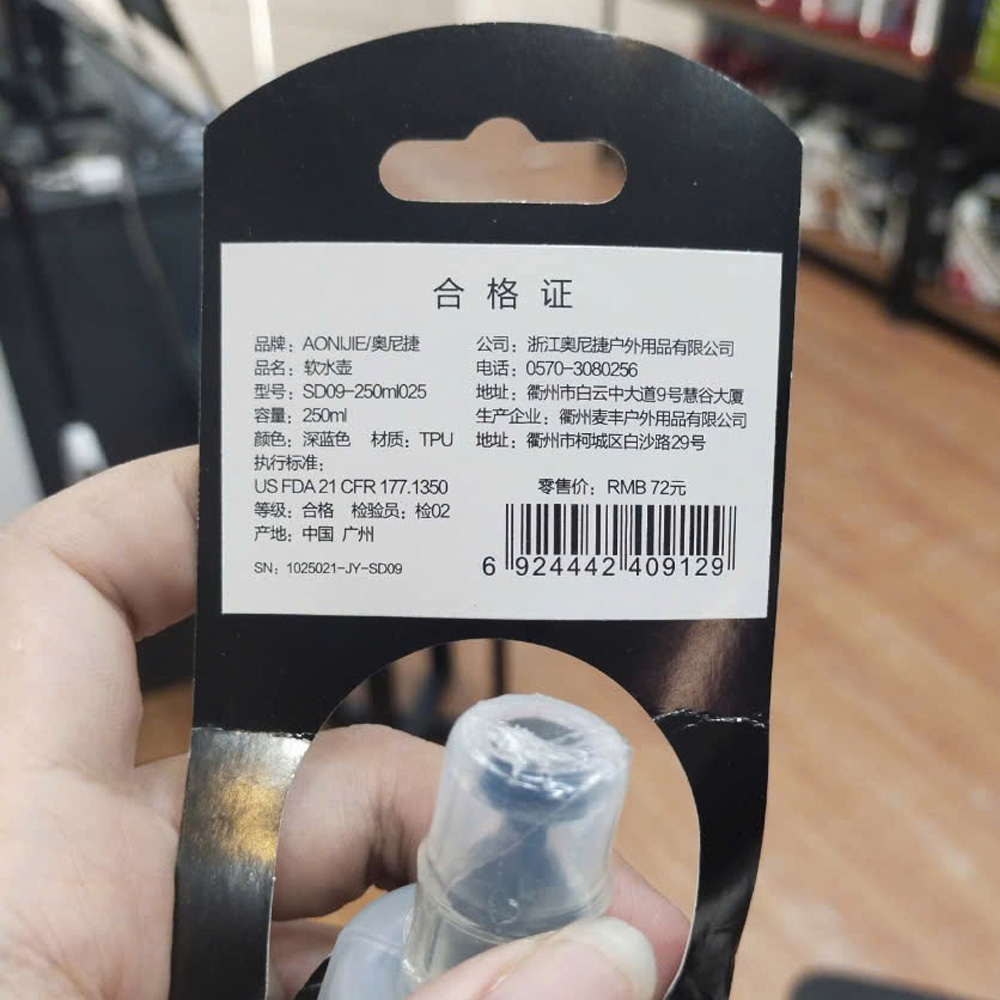 合格证
品牌：AONIJIE/奥尼捷
品名：软水壶
型号：SD09-250ml025
容量：250ml
颜色：深蓝色 材质：TPU
执行标准：
US FDA 21 CFR 177.1350
等级：合格 检验员：检02
产地：中国 广州
SN：1025021-JY-SD09
公司：浙江奥尼捷户外用品有限公司
电话：0570-3080256
地址：衢州市白云中大道9号慧谷大厦
生产企业：衢州麦丰户外用品有限公司
地址：衢州市柯城区白沙路29号
零售价：RMB 72元
6 924442 409129